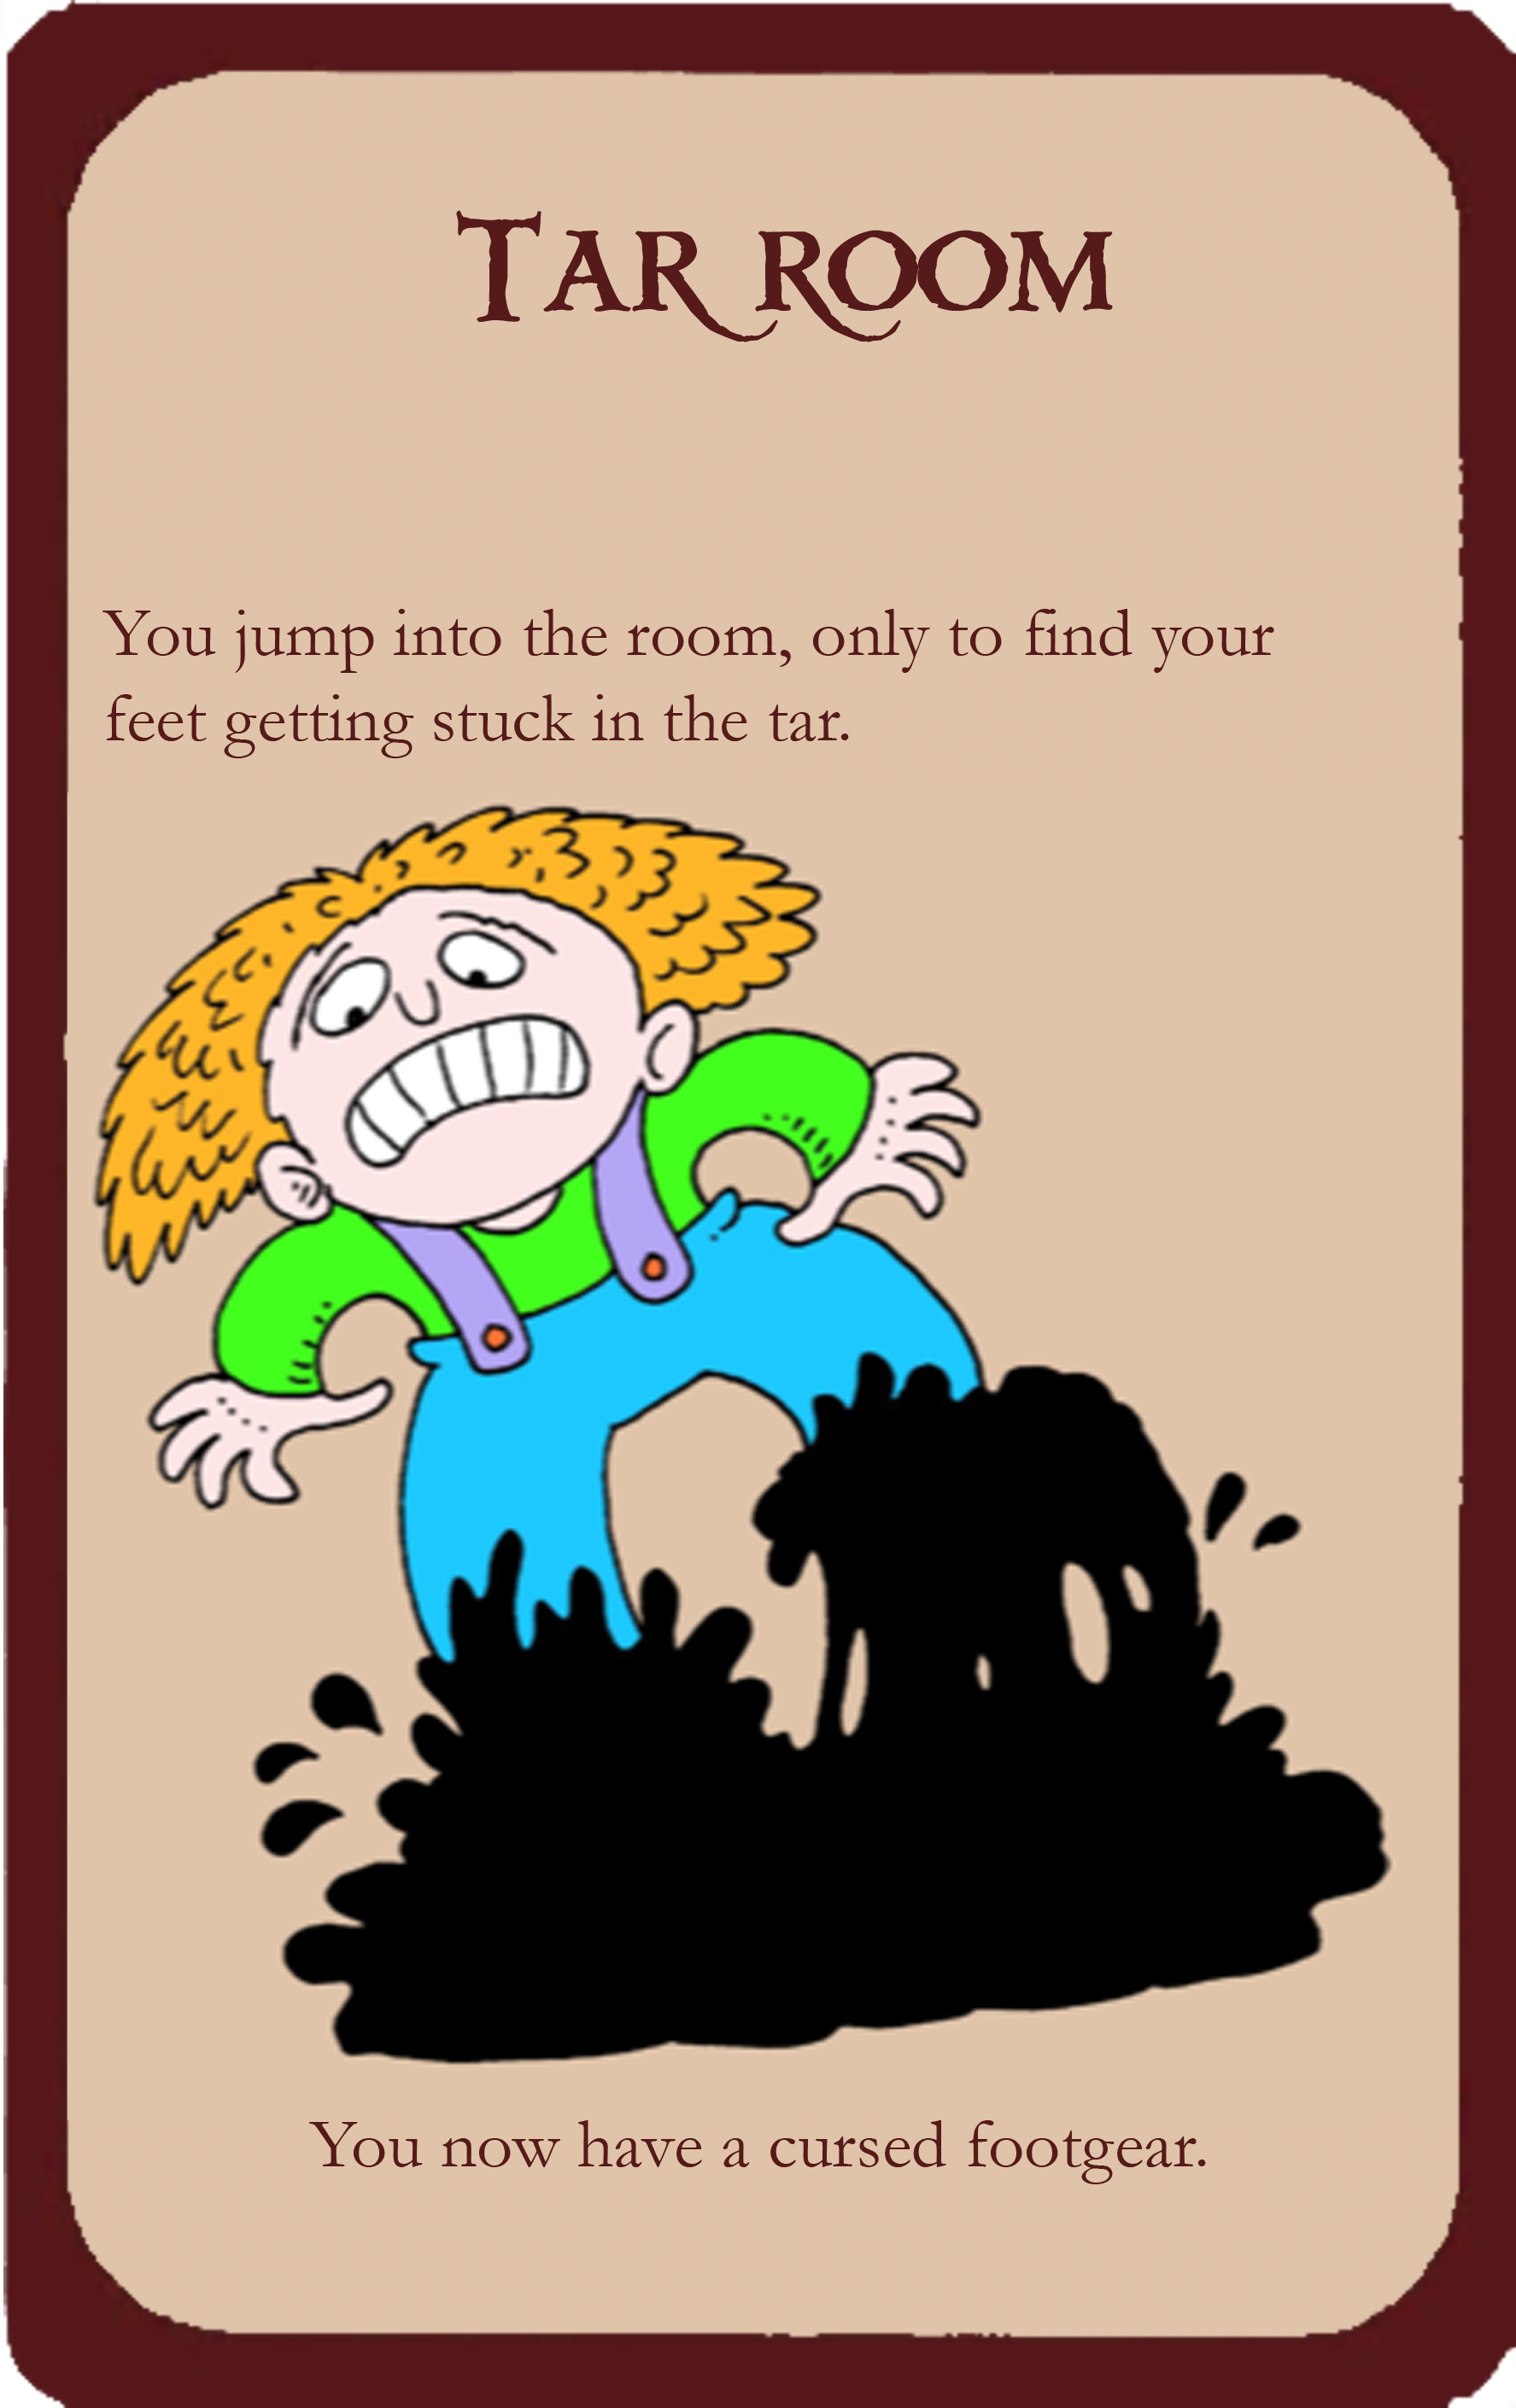 Tar room
You jump into the room, only to find your
feet getting stuck in the tar.
You now have a cursed footgear.